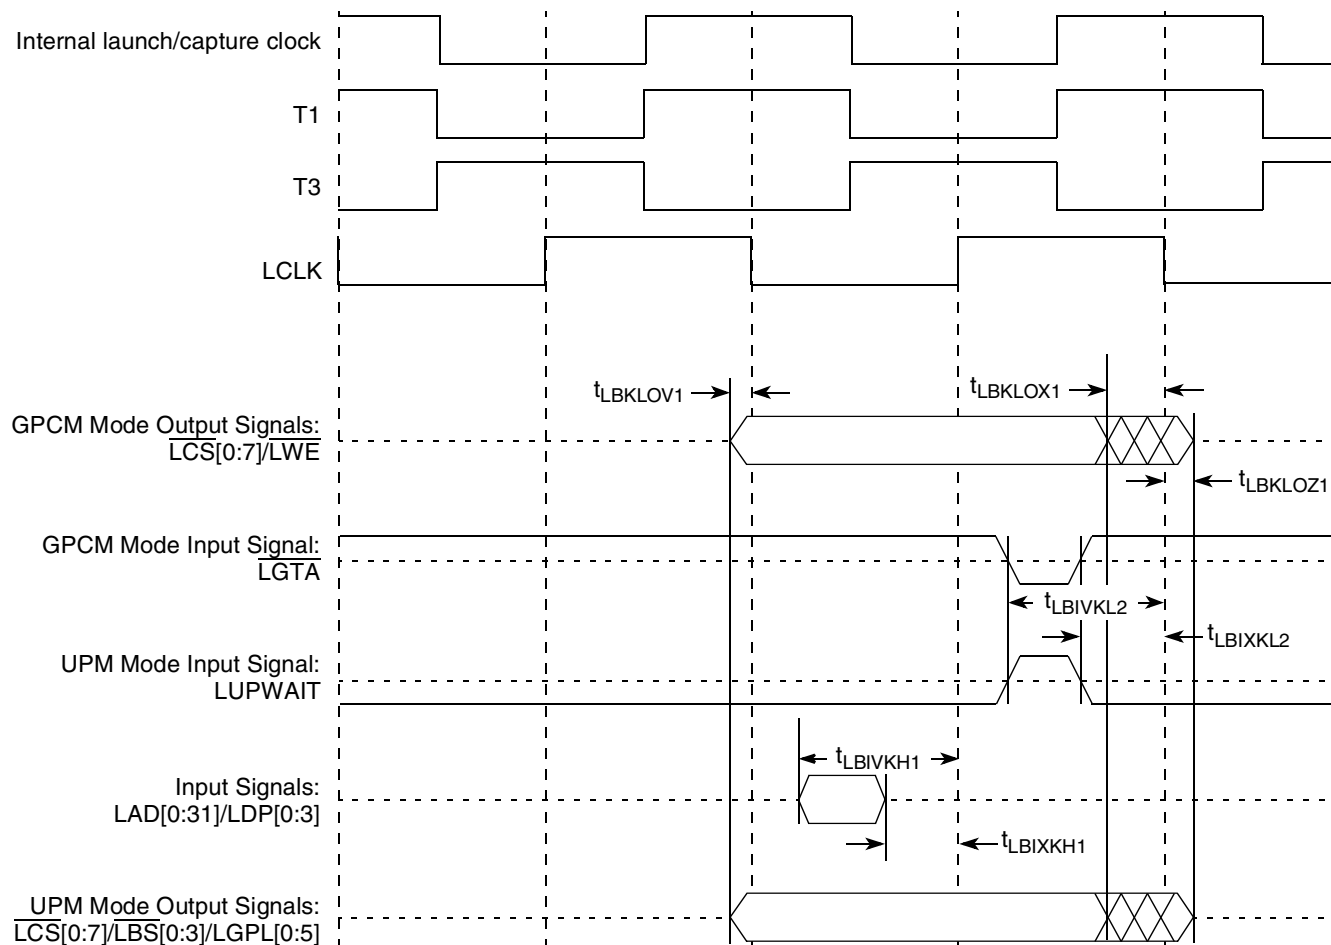 Internal launch/capture clock
T1
T3
LCLK
tLBKLOV1
tLBKLOX1
GPCM Mode Output Signals:
LCS[0:7]/LWE
tLBKLOZ1
GPCM Mode Input Signal:
LGTA
tLBIVKL2
tLBIXKL2
UPM Mode Input Signal:
LUPWAIT
tLBIVKH1
Input Signals:
LAD[0:31]/LDP[0:3]
tLBIXKH1
UPM Mode Output Signals:
LCS[0:7]/LBS[0:3]/LGPL[0:5]